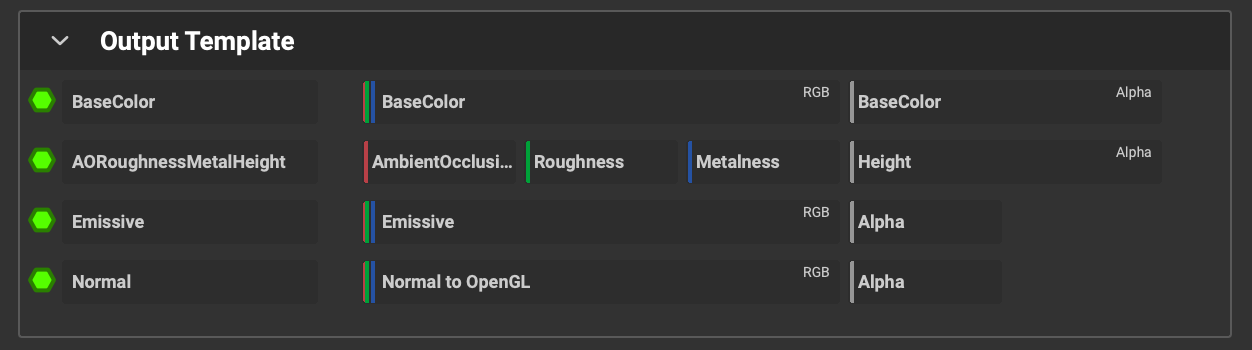 Output Template
BaseColor BaseColor RGB BaseColor Alpha
AORoughnessMetalHeight AmbientOcclusi... Roughness Metalness Height Alpha
Emissive Emissive RGB Alpha
Normal Normal to OpenGL RGB Alpha